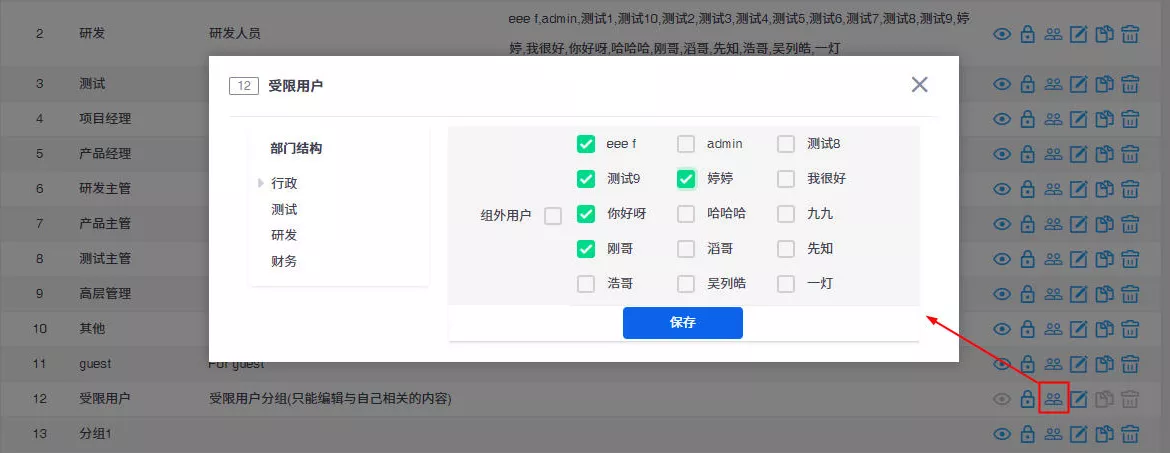 eee f,admin,测试1,测试10,测试2,测试3,测试4,测试5,测试6,测试7,测试8,测试9,婷
2 研发 研发人员
婷,我很好,你好呀,哈哈哈,刚哥,滔哥,先知,浩哥,吴列皓,一灯
3 测试
4 项目经理
5 产品经理
6 研发主管
7 产品主管
8 测试主管
9 高层管理
10 其他
11 guest For guest
12 受限用户 受限用户分组(只能编辑与自己相关的内容)
13 分组1
12 受限用户
部门结构
行政
测试
研发
财务
组外用户
eee f admin 测试8
测试9 婷婷 我很好
你好呀 哈哈哈 九九
刚哥 滔哥 先知
浩哥 吴列皓 一灯
保存